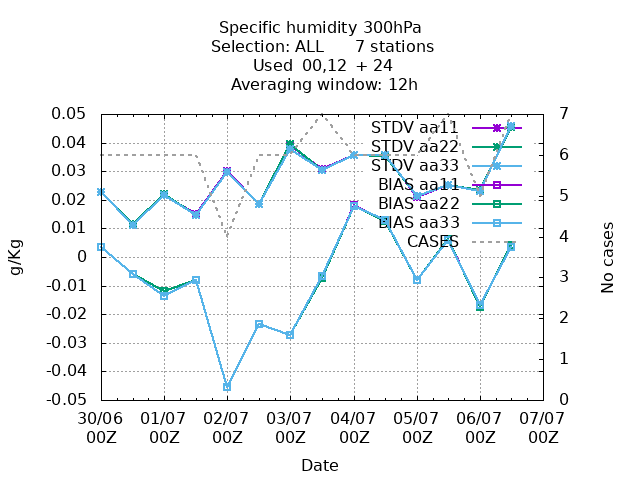 Specific humidity 300hPa
Selection: ALL 7 stations
Used 00,12 + 24
Averaging window: 12h
0.05
0.04
0.03
0.02
0.01
0
-0.01
-0.02
-0.03
-0.04
-0.05
g/Kg
7
6
5
4
3
2
1
0
No cases
STDV aa11
STDV aa22
STDV aa33
BIAS aa11
BIAS aa22
BIAS aa33
CASES
30/06 01/07 02/07 03/07 04/07 05/07 06/07 07/07
00Z 00Z 00Z 00Z 00Z 00Z 00Z 00Z
Date